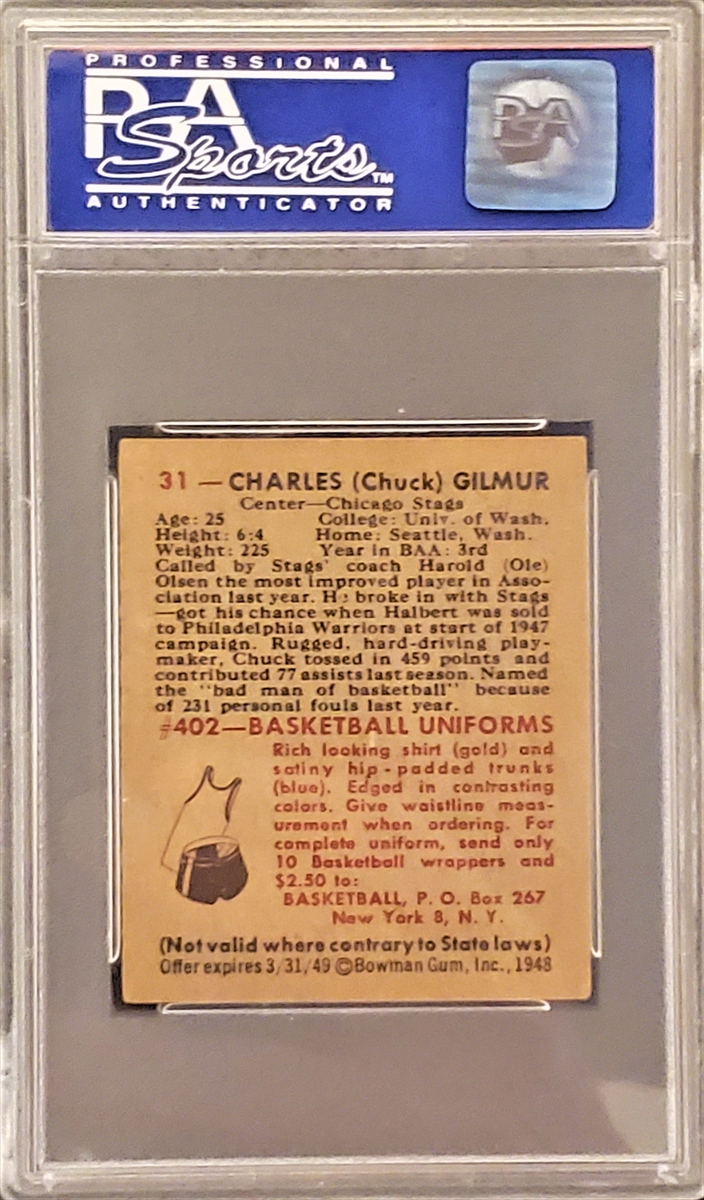 PROFESSIONAL
PSA
Sports™
AUTHENTICATOR
PSA
31 — CHARLES (Chuck) GILMUR
Center—Chicago Stags
Age: 25 College: Univ. of Wash.
Height: 6:4 Home: Seattle, Wash.
Weight: 225 Year in BAA: 3rd
Called by Stags' coach Harold (Ole)
Olsen the most improved player in Asso-
ciation last year. He broke in with Stags
—got his chance when Halbert was sold
to Philadelphia Warriors at start of 1947
campaign. Rugged, hard-driving play-
maker, Chuck tossed in 459 points and
contributed 77 assists last season. Named
the "bad man of basketball" because
of 231 personal fouls last year.
#402—BASKETBALL UNIFORMS
Rich looking shirt (gold) and
satiny hip-padded trunks
(blue). Edged in contrasting
colors. Give waistline meas-
urement when ordering. For
complete uniform, send only
10 Basketball wrappers and
$2.50 to:
BASKETBALL, P. O. Box 267
New York 8, N. Y.
(Not valid where contrary to State laws)
Offer expires 3/31/49 ©Bowman Gum, Inc., 1948